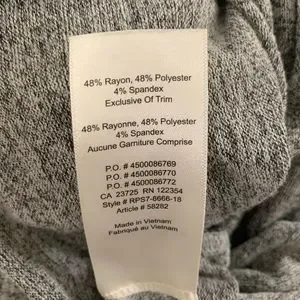 48% Rayon, 48% Polyester
4% Spandex
Exclusive Of Trim
48% Rayonne, 48% Polyester
4% Spandex
Aucune Garniture Comprise
P.O. # 4500086769
P.O. # 4500086770
P.O. # 4500086772
CA 23725 RN 122354
Style # RPS7-8666-18
Article # 58282
Made in Vietnam
Fabriqué au Vietnam